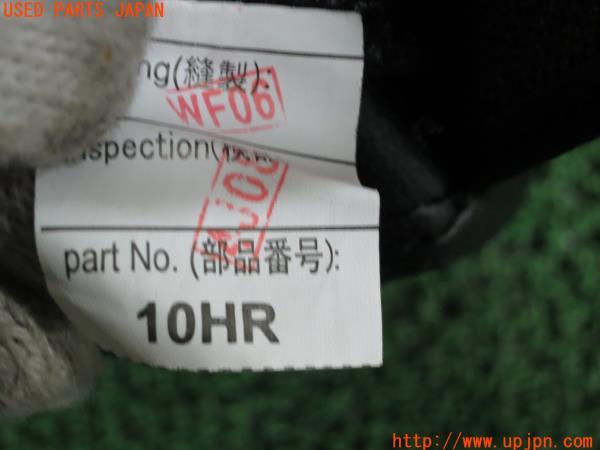 USED PARTS JAPAN
ng(縫製):
WF06
nspection(検
part No. (部品番号):
10HR
http://www.upjpn.com/